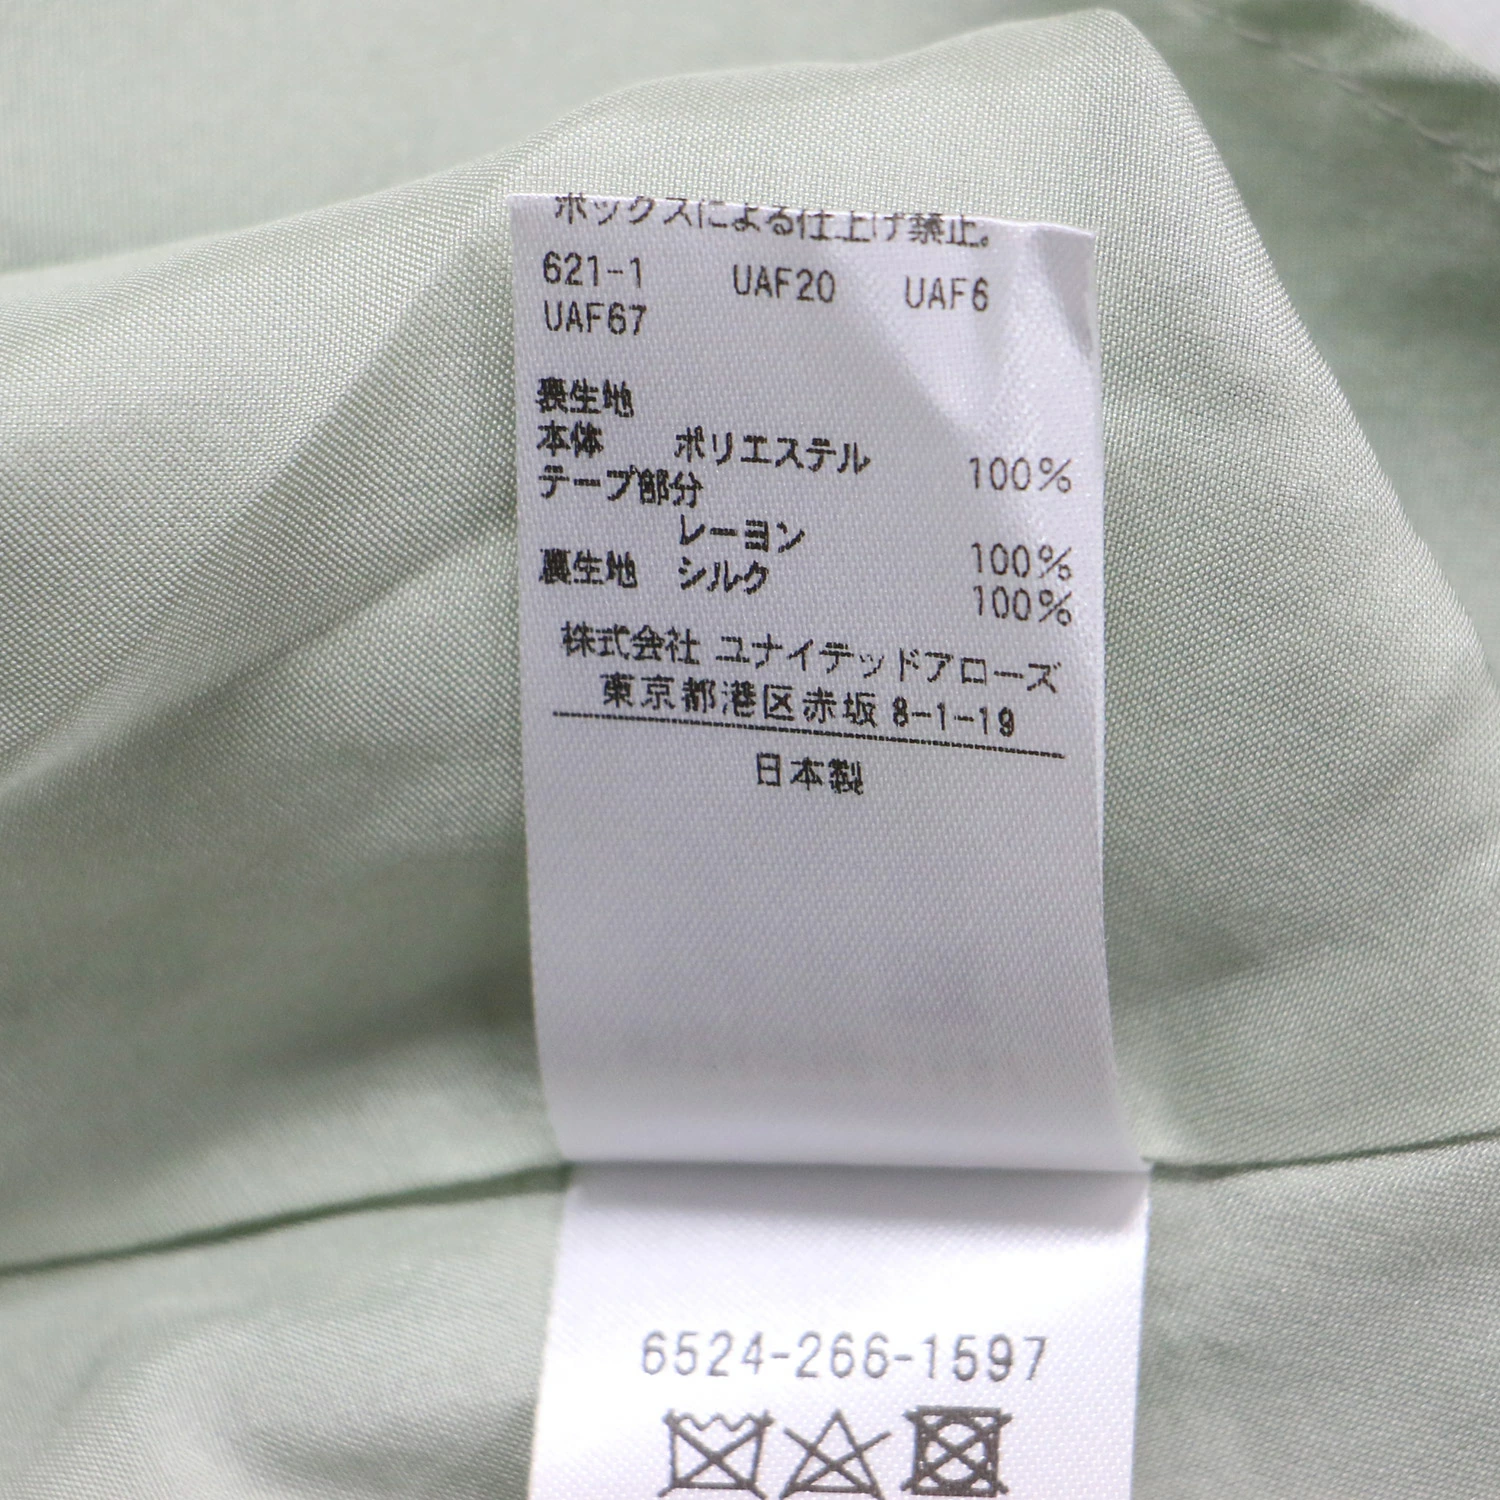 ボックスによる仕上げ禁止。
621-1 UAF20 UAF6
UAF67
表生地
本体 ポリエステル 100%
テープ部分
レーヨン 100%
裏生地 シルク 100%
株式会社 ユナイテッドアローズ
東京都港区赤坂 8-1-19
日本製
6524-266-1597